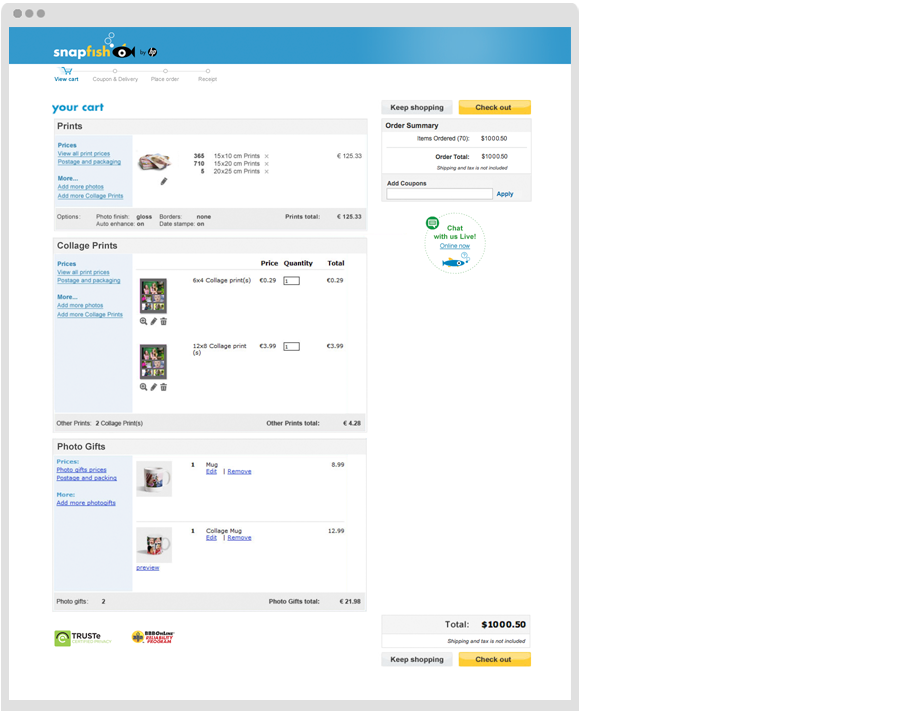 snapfish by hp
View cart Coupon & Delivery Place order Receipt
your cart
Keep shopping Check out
Prints
Prices
View all print prices
Postage and packaging
More...
Add more photos
Add more Collage Prints
365 15x10 cm Prints × € 125.33
710 15x20 cm Prints ×
5 20x25 cm Prints ×
Options: Photo finish: gloss Borders: none Prints total: € 125.33
Auto enhance: on Date stampe: on
Order Summary
Items Ordered (70): $1000.50
Order Total: $1000.50
Shipping and tax is not included
Add Coupons
Apply
Chat
with us Live!
Online now
Collage Prints
Prices
View all print prices
Postage and packaging
More...
Add more photos
Add more Collage Prints
Price Quantity Total
6x4 Collage print(s) €0.29 1 €0.29
12x8 Collage print
(s) €3.99 1 €3.99
Other Prints: 2 Collage Print(s) Other Prints total: € 4.28
Photo Gifts
Prices:
Photo gifts prices
Postage and packing
More:
Add more photogifts
1 Mug 8.99
Edit | Remove
1 Collage Mug 12.99
Edit | Remove
preview
Photo gifts: 2 Photo Gifts total: € 21.98
TRUSTe
CERTIFIED PRIVACY
BBBOnLine
RELIABILITY
PROGRAM
Total: $1000.50
Shipping and tax is not included
Keep shopping Check out